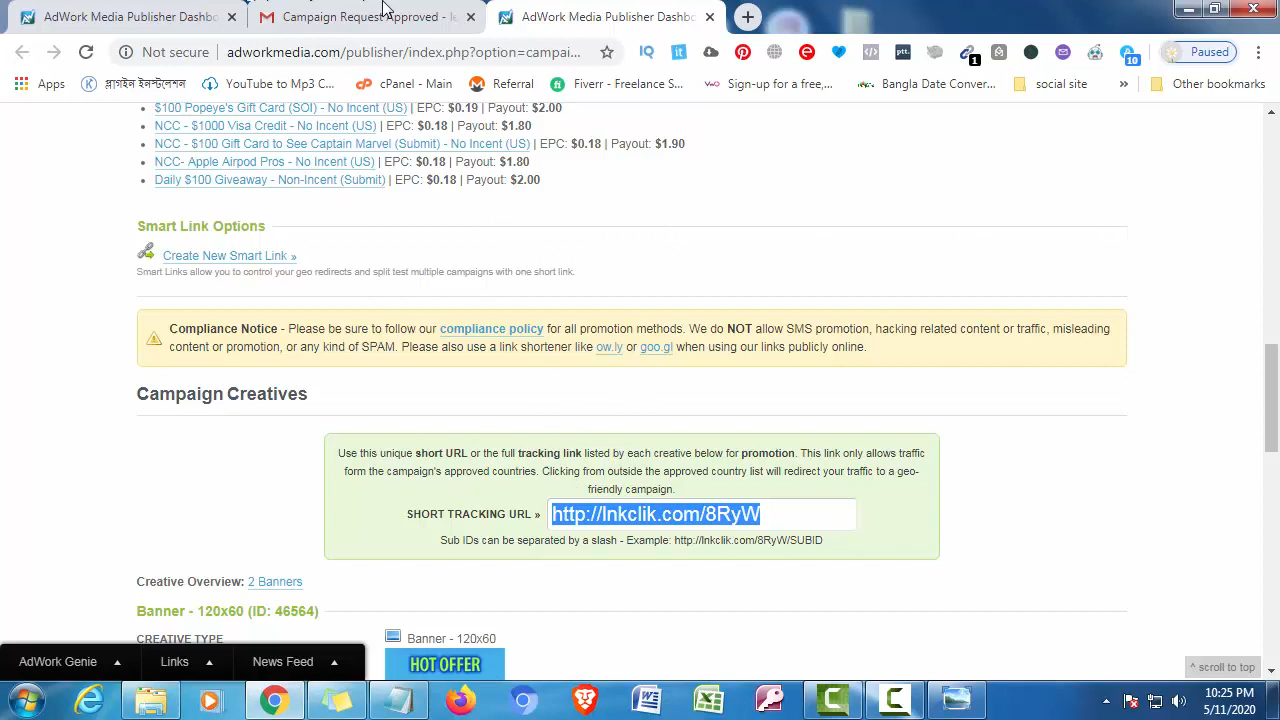 AdWork Media Publisher Dashbo
Campaign Request Approved - le
AdWork Media Publisher Dashbo
Not secure
adworkmedia.com/publisher/index.php?option=campai...
1
10
Paused
Apps
প্লাগইন ইনস্টলেশন
YouTube to Mp3 C...
cPanel - Main
Referral
Fiverr - Freelance S...
Sign-up for a free,...
Bangla Date Conver...
social site
Other bookmarks
$100 Popeye's Gift Card (SOI) - No Incent (US) | EPC: $0.19 | Payout: $2.00
NCC - $1000 Visa Credit - No Incent (US) | EPC: $0.18 | Payout: $1.80
NCC - $100 Gift Card to See Captain Marvel (Submit) - No Incent (US) | EPC: $0.18 | Payout: $1.90
NCC- Apple Airpod Pros - No Incent (US) | EPC: $0.18 | Payout: $1.80
Daily $100 Giveaway - Non-Incent (Submit) | EPC: $0.18 | Payout: $2.00
Smart Link Options
Create New Smart Link »
Smart Links allow you to control your geo redirects and split test multiple campaigns with one short link.
Compliance Notice - Please be sure to follow our compliance policy for all promotion methods. We do NOT allow SMS promotion, hacking related content or traffic, misleading
content or promotion, or any kind of SPAM. Please also use a link shortener like ow.ly or goo.gl when using our links publicly online.
Campaign Creatives
Use this unique short URL or the full tracking link listed by each creative below for promotion. This link only allows traffic
form the campaign's approved countries. Clicking from outside the approved country list will redirect your traffic to a geo-
friendly campaign.
SHORT TRACKING URL » http://lnkclik.com/8RyW
Sub IDs can be separated by a slash - Example: http://lnkclik.com/8RyW/SUBID
Creative Overview: 2 Banners
Banner - 120x60 (ID: 46564)
CREATIVE TYPE
Banner - 120x60
HOT OFFER
AdWork Genie
Links
News Feed
^ scroll to top
10:25 PM
5/11/2020